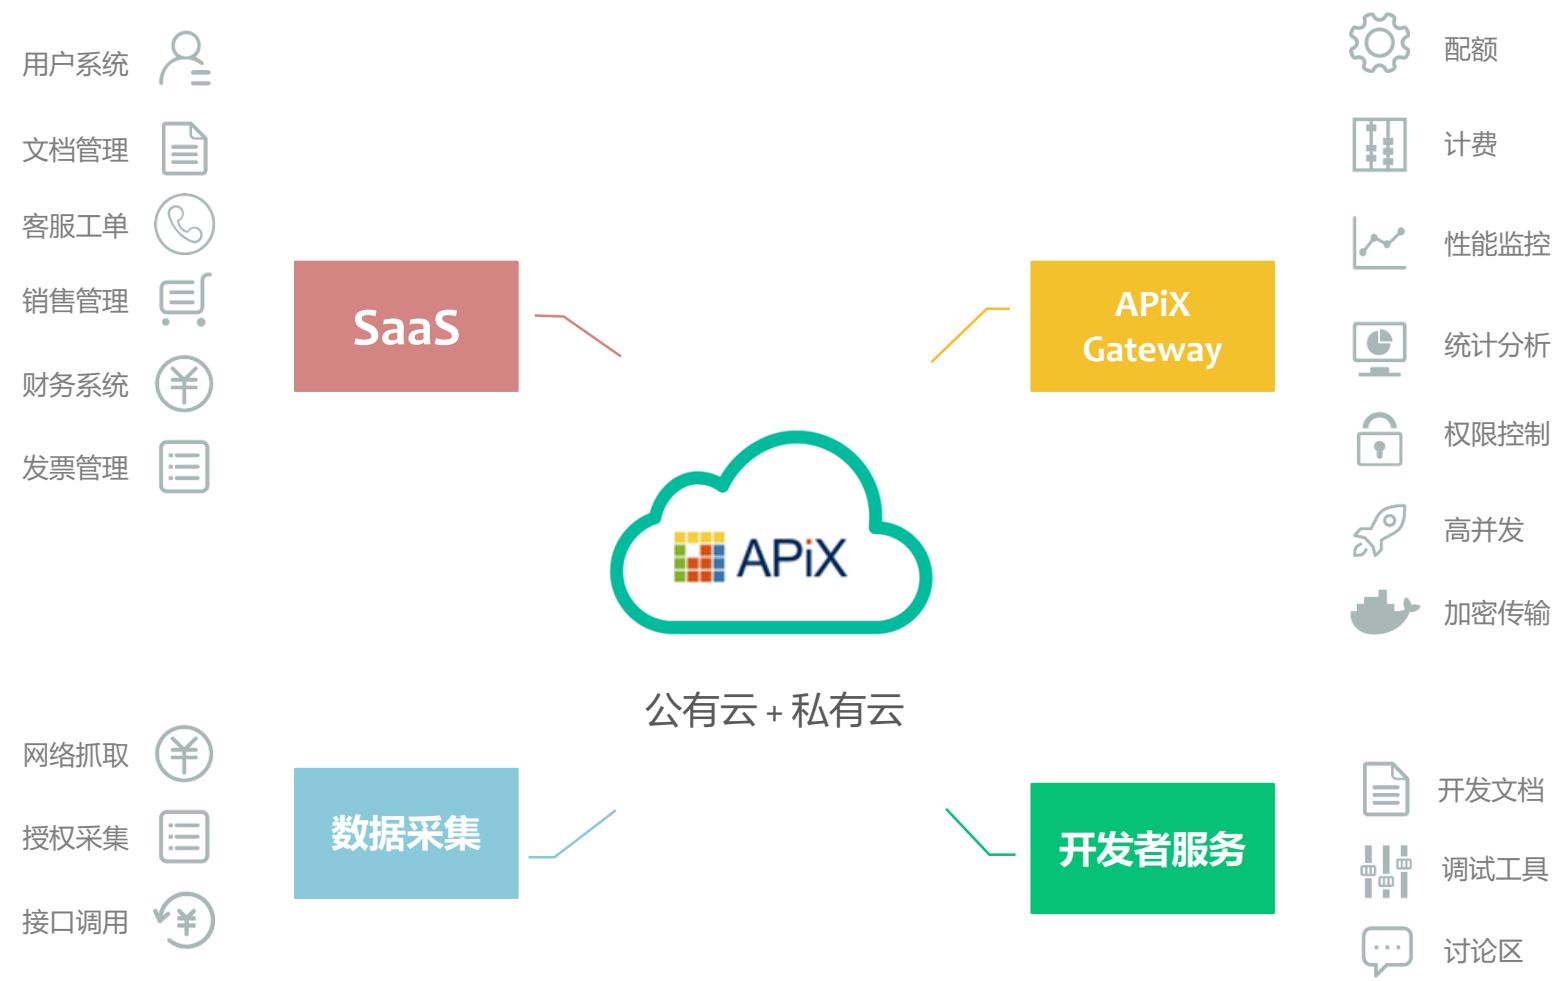 用户系统
文档管理
客服工单
销售管理
财务系统
发票管理
SaaS
APiX
Gateway
配额
计费
性能监控
统计分析
权限控制
高并发
加密传输
APiX
公有云 + 私有云
网络抓取
授权采集
接口调用
数据采集
开发者服务
开发文档
调试工具
讨论区